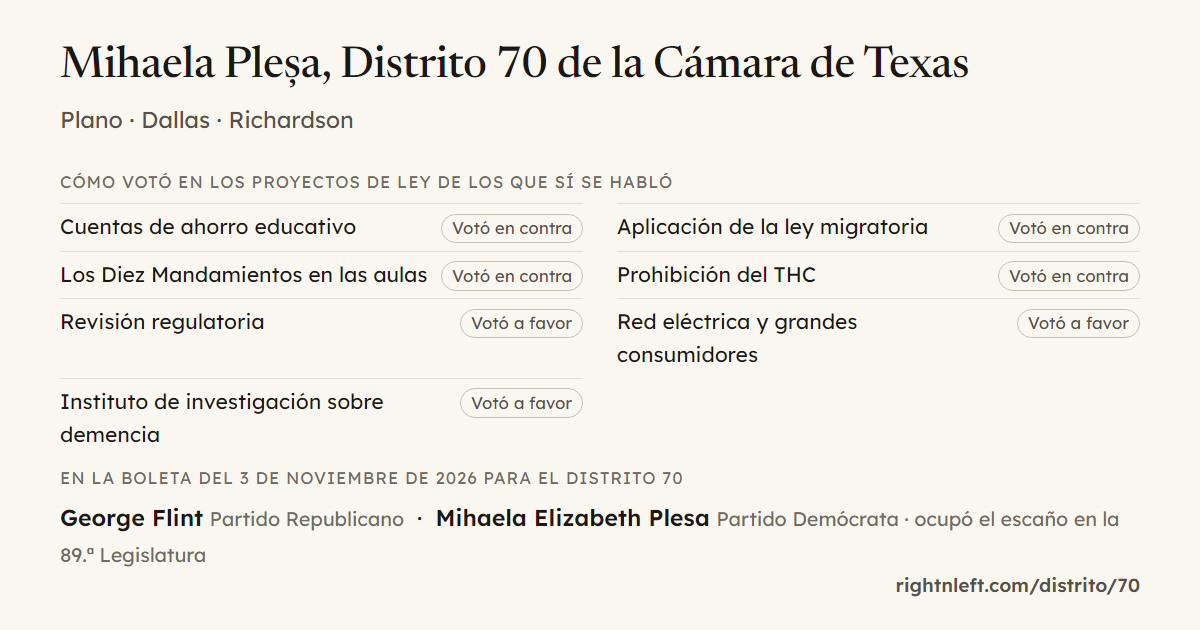 Mihaela Pleșa, Distrito 70 de la Cámara de Texas
Plano · Dallas · Richardson
CÓMO VOTÓ EN LOS PROYECTOS DE LEY DE LOS QUE SÍ SE HABLÓ
Cuentas de ahorro educativo Votó en contra
Aplicación de la ley migratoria Votó en contra
Los Diez Mandamientos en las aulas Votó en contra
Prohibición del THC Votó en contra
Revisión regulatoria Votó a favor
Red eléctrica y grandes Votó a favor
consumidores
Instituto de investigación sobre Votó a favor
demencia
EN LA BOLETA DEL 3 DE NOVIEMBRE DE 2026 PARA EL DISTRITO 70
George Flint Partido Republicano · Mihaela Elizabeth Plesa Partido Demócrata · ocupó el escaño en la
89.ª Legislatura
rightnleft.com/distrito/70